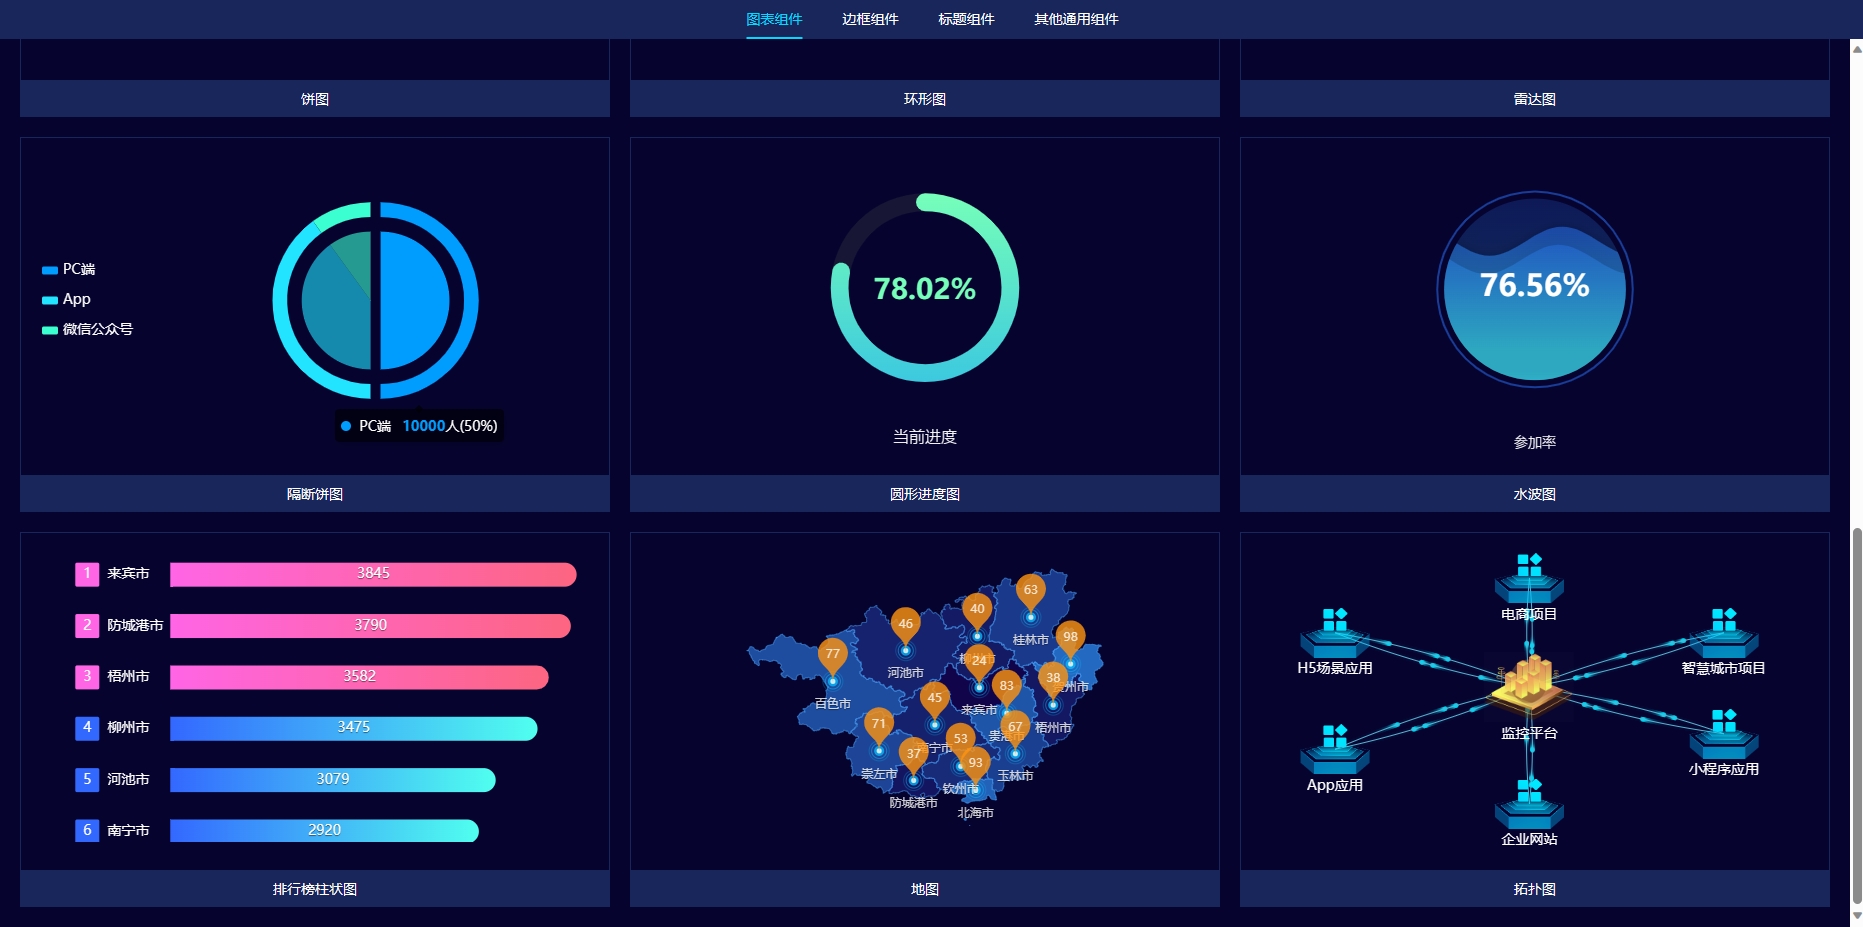 图表组件
边框组件
标题组件
其他通用组件
饼图
环形图
雷达图
PC端
App
微信公众号
PC端 10000人(50%)
隔断饼图
78.02%
当前进度
圆形进度图
76.56%
参加率
水波图
1 来宾市 3845
2 防城港市 3790
3 梧州市 3582
4 柳州市 3475
5 河池市 3079
6 南宁市 2920
排行榜柱状图
63
桂林市
40
46
河池市
98
77
百色市
24
来宾市
83
38
梧州市
45
71
崇左市
67
玉林市
53
钦州市
37
防城港市
93
北海市
地图
电商项目
H5场景应用
智慧城市项目
监控平台
App应用
小程序应用
企业网站
拓扑图